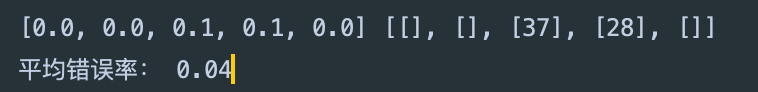 [0.0, 0.0, 0.1, 0.1, 0.0] [[], [], [37], [28], []]
平均错误率： 0.04